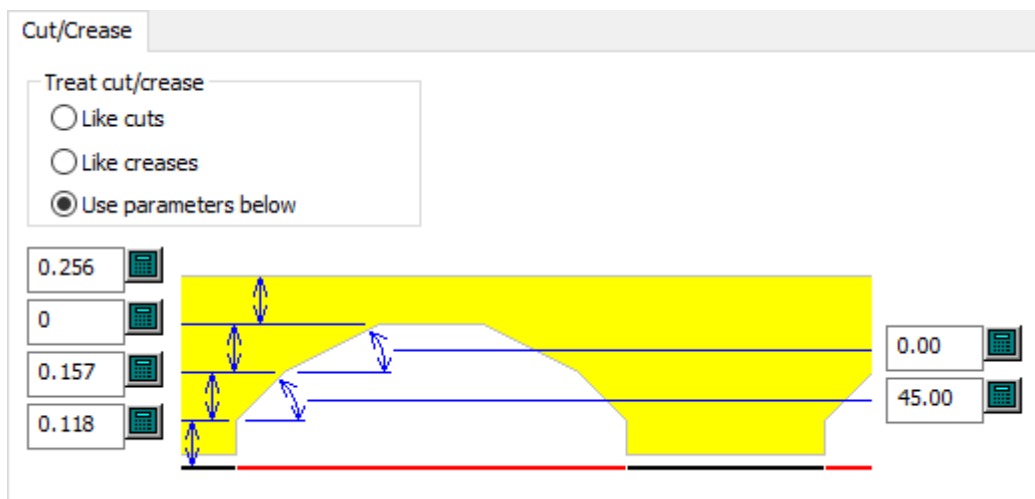 Cut/Crease
Treat cut/crease
Like cuts
Like creases
Use parameters below
0.256
0
0.157
0.118
0.00
45.00